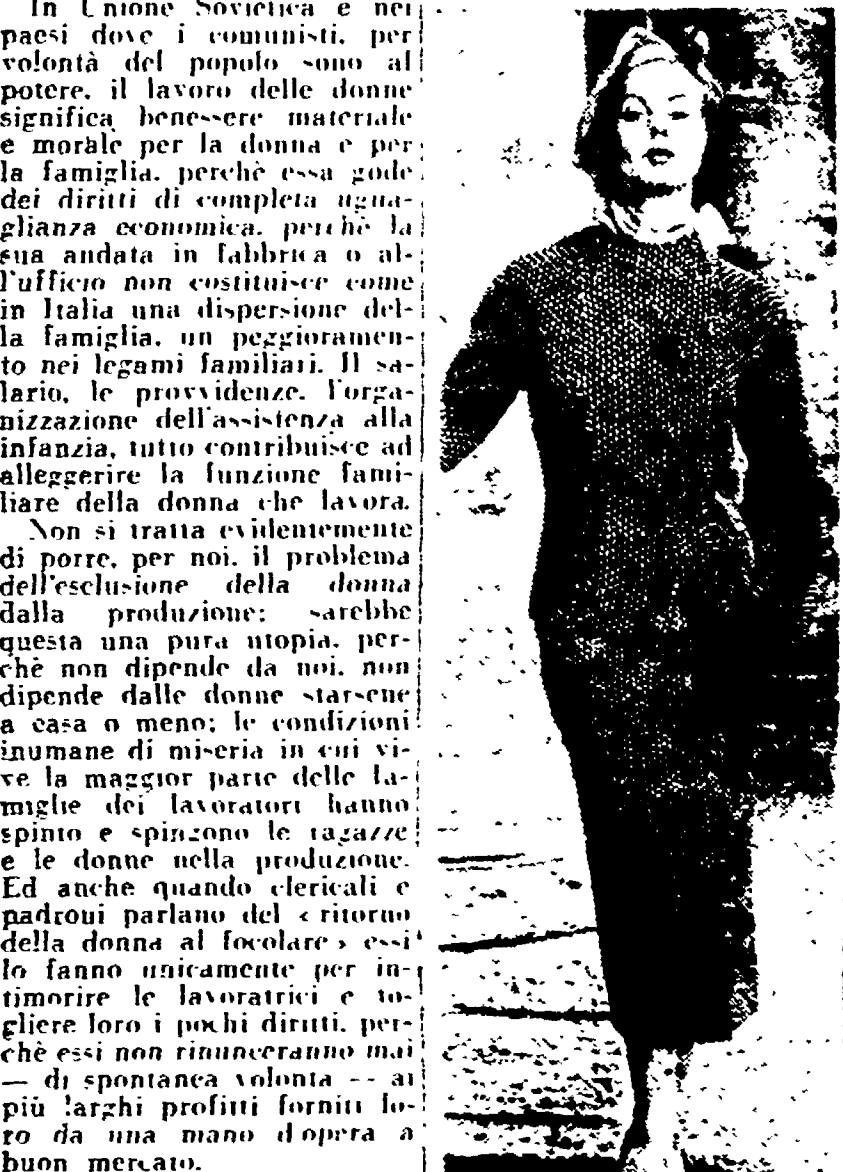 In Unione Sovietica e nei
paesi dove i comunisti, per
volontà del popolo sono al
potere, il lavoro delle donne
significa benessere materiale
e morale per la donna e per
la famiglia, perchè essa gode
dei diritti di completa ugua-
glianza economica, perchè la
sua andata in fabbrica o al-
l'ufficio non costituisce come
in Italia una dispersione del-
la famiglia, un peggioramen-
to nei legami familiari. Il sa-
lario, le provvidenze, l'orga-
nizzazione dell'assistenza alla
infanzia, tutto contribuisce ad
alleggerire la funzione fami-
liare della donna che lavora.
Non si tratta evidentemente
di porre, per noi, il problema
dell'esclusione della donna
dalla produzione: sarebbe
questa una pura utopia, per-
chè non dipende da noi, non
dipende dalle donne starsene
a casa o meno; le condizioni
inumane di miseria in cui vi-
ve la maggior parte delle fa-
miglie dei lavoratori hanno
spinto e spingono le ragazze
e le donne nella produzione.
Ed anche quando clericali e
padroni parlano del « ritorno
della donna al focolare » essi
lo fanno unicamente per in-
timorire le lavoratrici e to-
gliere loro i pochi diritti, per-
chè essi non rinunceranno mai
— di spontanea volontà — ai
più larghi profitti forniti lo-
ro da una mano d'opera a
buon mercato.